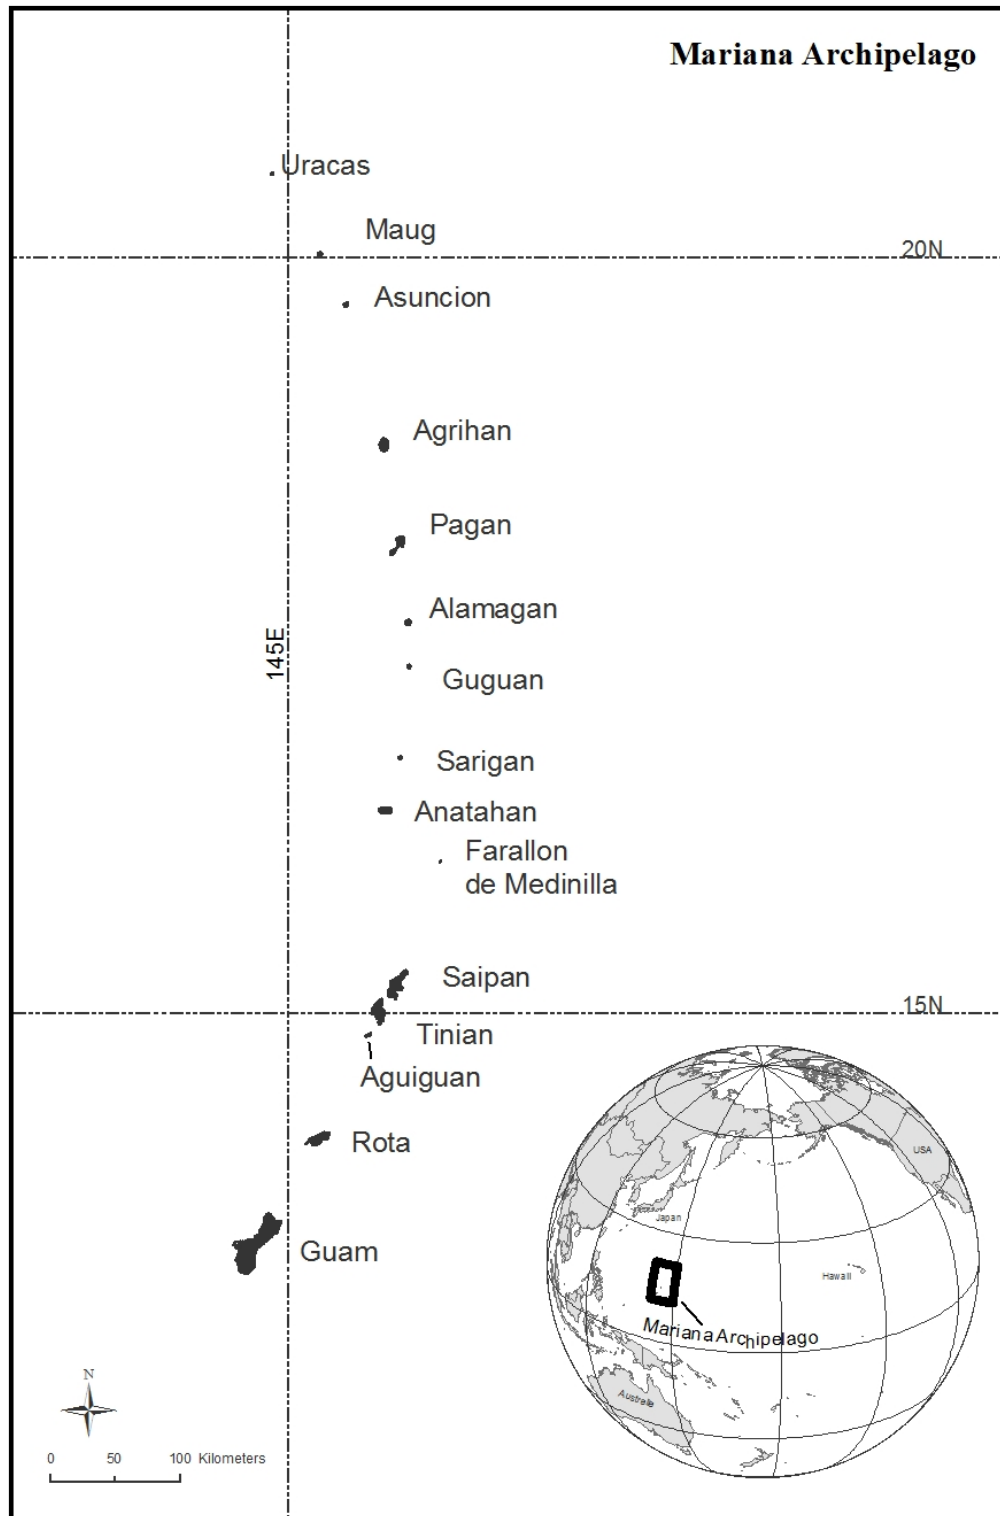 Mariana Archipelago
Uracas
Maug
20N
Asuncion
Agrihan
Pagan
Alamagan
145E
Guguan
Sarigan
Anatahan
Farallon
de Medinilla
Saipan
15N
Tinian
Aguiguan
Rota
Guam
USA
Japan
Hawaii
Mariana Archipelago
Australia
N
0 50 100 Kilometers